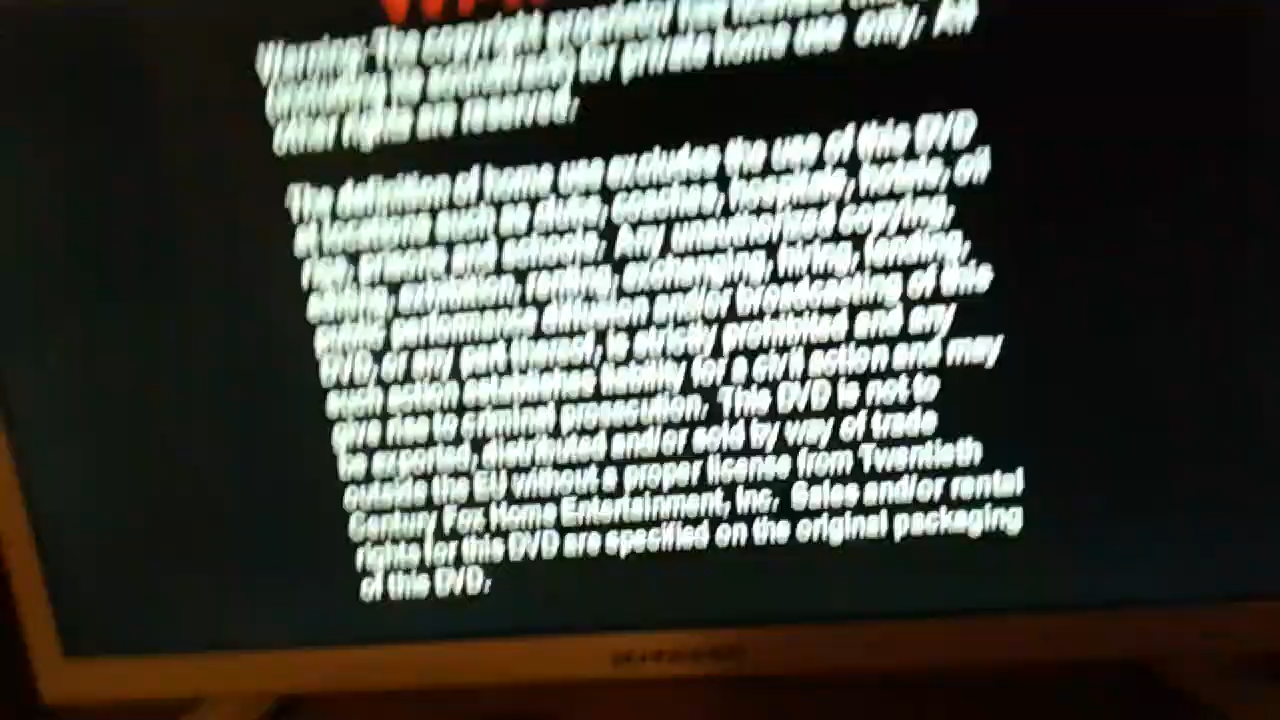 Warning: The copyright proprietor has licensed
for private home use only. All
other rights are reserved.
The definition of home use excludes the use of this DVD
at locations such as clubs, coaches, hospitals, hotels, oil
rigs, prisons and schools. Any unauthorised copying,
editing, exhibition, renting, exchanging, hiring, lending,
public performance diffusion and/or broadcasting of this
DVD, or any part thereof, is strictly prohibited and any
such action establishes liability for a civil action and may
give rise to criminal prosecution. This DVD is not to
be exported, distributed and/or sold by way of trade
outside the EU without a proper license from Twentieth
Century Fox Home Entertainment, Inc. Sales and/or rental
rights for this DVD are specified on the original packaging
of this DVD.